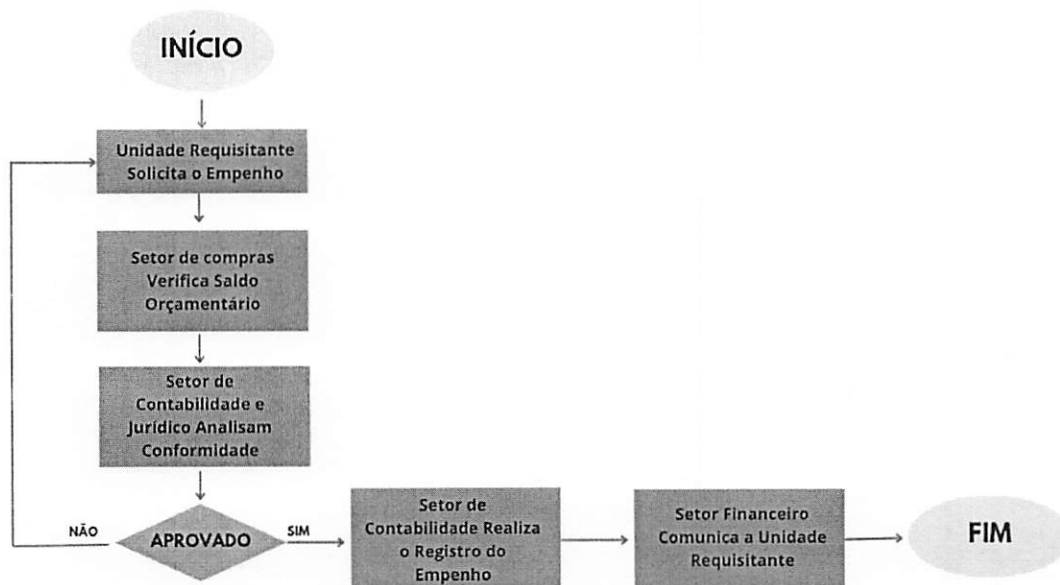 INÍCIO
Unidade Requisitante
Solicita o Empenho
Setor de compras
Verifica Saldo
Orçamentário
Setor de
Contabilidade e
Jurídico Analisam
Conformidade
NÃO
APROVADO
SIM
Setor de
Contabilidade Realiza
o Registro do
Empenho
Setor Financeiro
Comunica a Unidade
Requisitante
FIM